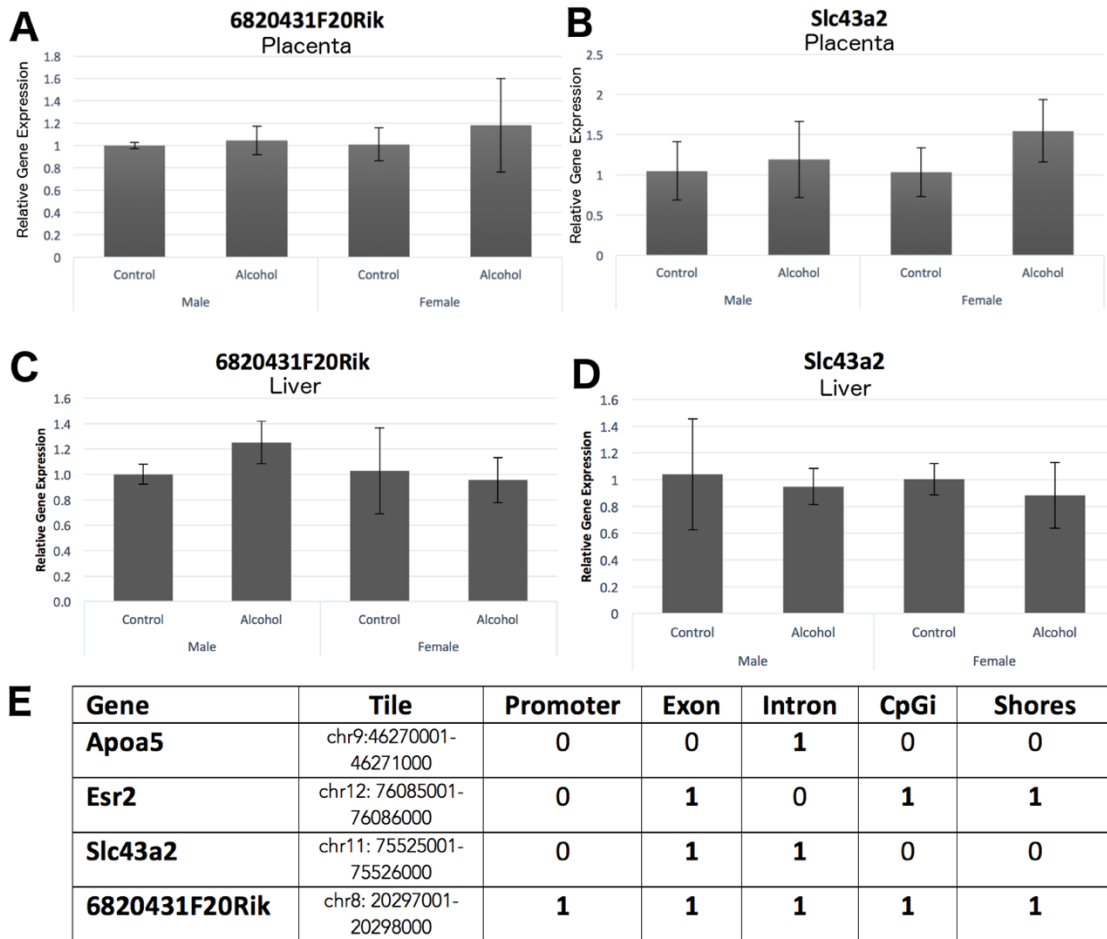 A
6820431F20Rik
Placenta
Relative Gene Expression
1.8
1.6
1.4
1.2
1
0.8
0.6
0.4
0.2
0
Control Alcohol Control Alcohol
Male Female
B
Slc43a2
Placenta
Relative Gene Expression
2.5
2
1.5
1
0.5
0
Control Alcohol Control Alcohol
Male Female
C
6820431F20Rik
Liver
Relative Gene Expression
1.6
1.4
1.2
1.0
0.8
0.6
0.4
0.2
0.0
Control Alcohol Control Alcohol
Male Female
D
Slc43a2
Liver
Relative Gene Expression
1.6
1.4
1.2
1
0.8
0.6
0.4
0.2
0
Control Alcohol Control Alcohol
Male Female
E
Gene Tile Promoter Exon Intron CpGi Shores
Apoa5 chr9:46270001-
46271000 0 0 1 0 0
Esr2 chr12: 76085001-
76086000 0 1 0 1 1
Slc43a2 chr11: 75525001-
75526000 0 1 1 0 0
6820431F20Rik chr8: 20297001-
20298000 1 1 1 1 1